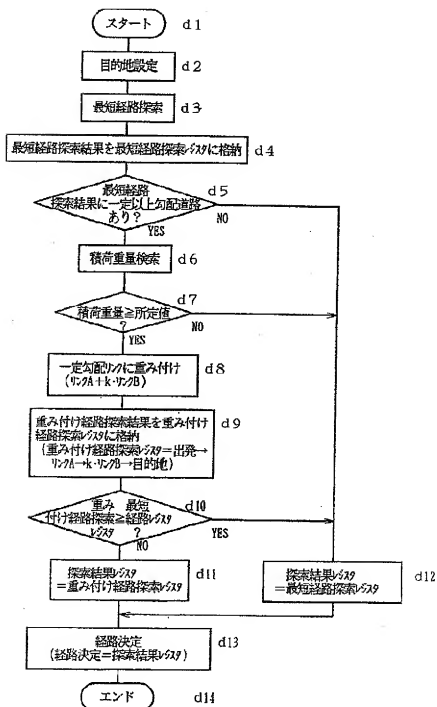 スタート d1
目的地設定 d2
最短経路探索 d3
最短経路探索結果を最短経路探索レジスタに格納 d4
最短経路 d5
探索結果に一定以上勾配道路
あり?
YES
NO
積荷重量検索 d6
積荷重量≧所定値 d7
?
YES
NO
一定勾配リンクに重み付け d8
(リンクA+k・リンクB)
重み付け経路探索結果を重み付け d9
経路探索レジスタに格納
(重み付け経路探索レジスタ=出発→
リンクA→k・リンクB→目的地)
重み 最短 d10
付け経路探索≧経路レジスタ
レジスタ ?
NO
YES
探索結果レジスタ d11
=重み付け経路探索レジスタ
探索結果レジスタ d12
=最短経路探索レジスタ
経路決定 d13
(経路決定=探索結果レジスタ)
エンド d14